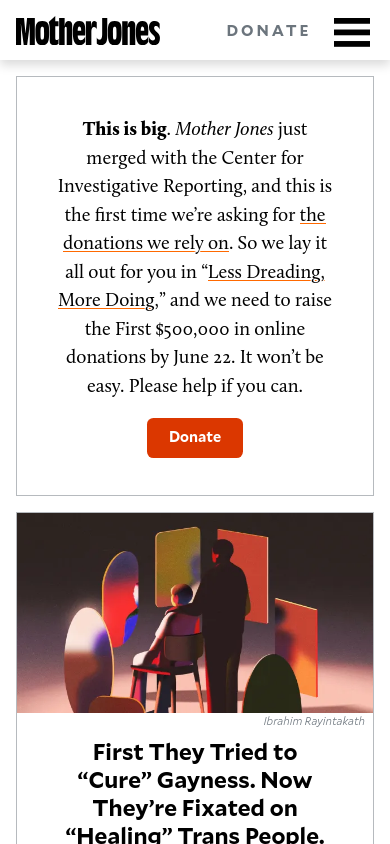 Mother Jones
DONATE
This is big. Mother Jones just
merged with the Center for
Investigative Reporting, and this is
the first time we’re asking for the
donations we rely on. So we lay it
all out for you in “Less Dreading,
More Doing,” and we need to raise
the First $500,000 in online
donations by June 22. It won’t be
easy. Please help if you can.
Donate
Ibrahim Rayintakath
First They Tried to
“Cure” Gayness. Now
They’re Fixated on
“Healing” Trans People.